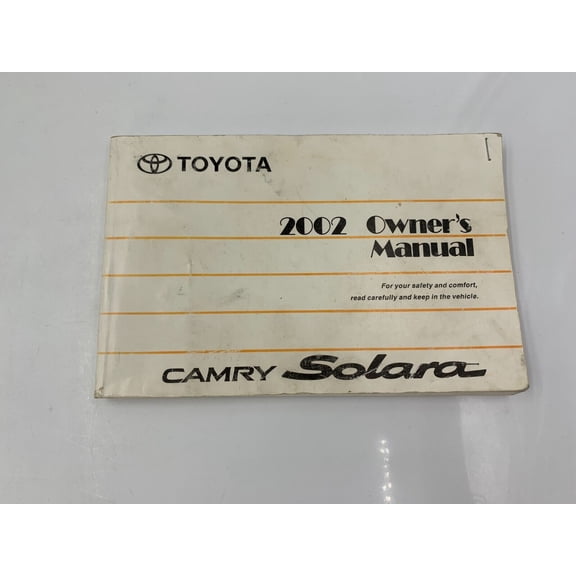 TOYOTA
2002 Owner's
Manual
For your safety and comfort,
read carefully and keep in the vehicle.
CAMRY Solara